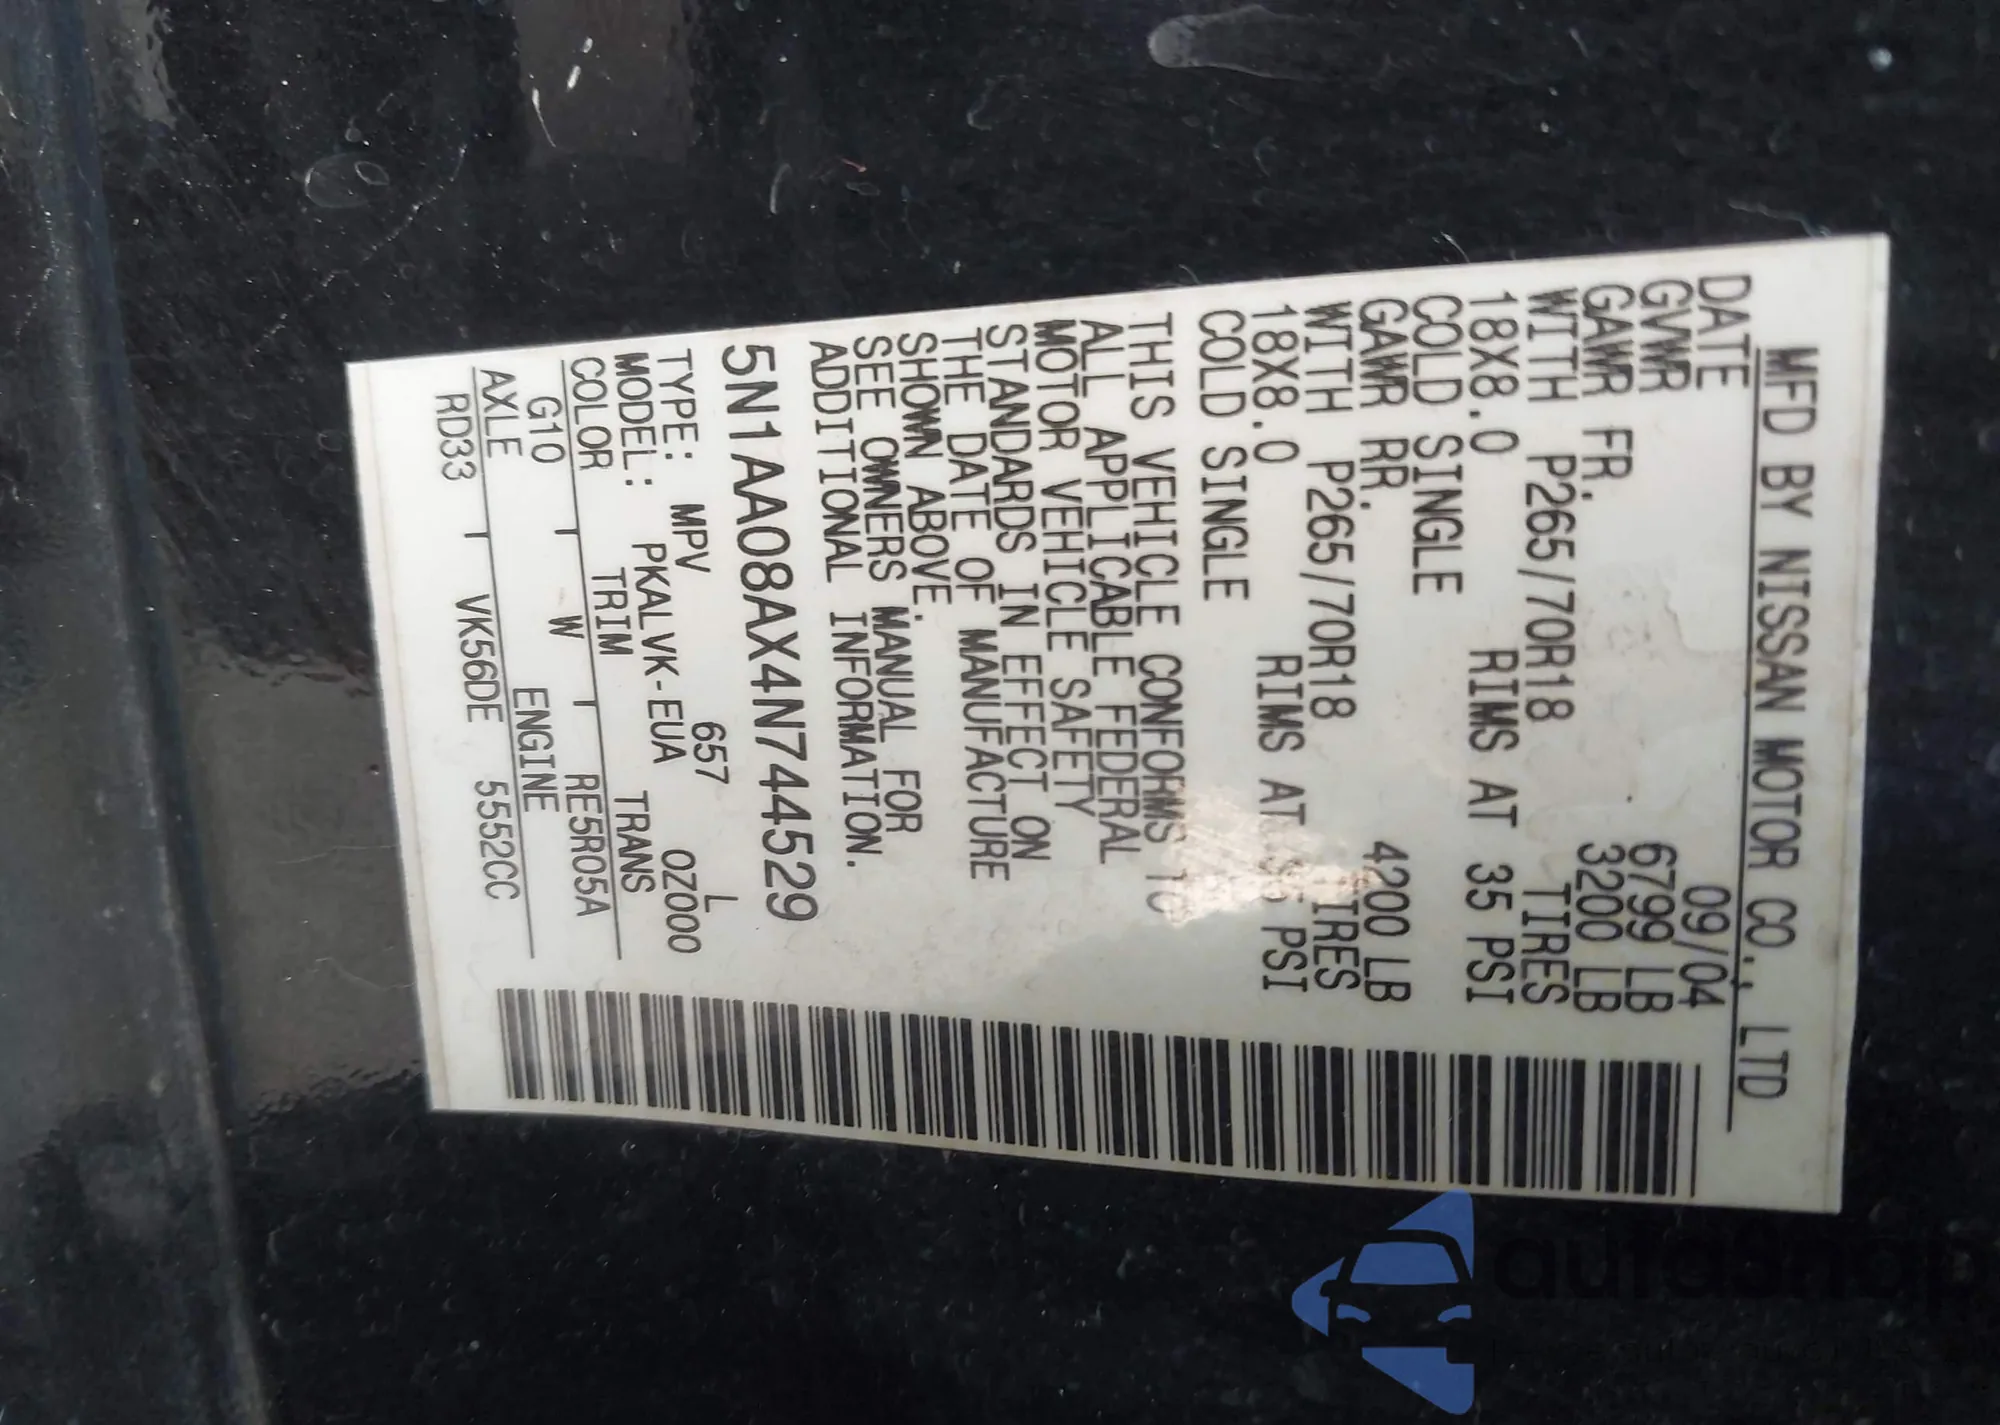 MFD BY NISSAN MOTOR CO., LTD
DATE 09/04
GVWR 6799 LB
GAWR FR. 3200 LB
WITH P265/70R18 TIRES
18X8.0 RIMS AT 35 PSI
COLD SINGLE
GAWR RR. 4200 LB
WITH P265/70R18 TIRES
18X8.0 RIMS AT 35 PSI
COLD SINGLE
THIS VEHICLE CONFORMS TO
ALL APPLICABLE FEDERAL
MOTOR VEHICLE SAFETY
STANDARDS IN EFFECT ON
THE DATE OF MANUFACTURE
SHOWN ABOVE.
SEE OWNERS MANUAL FOR
ADDITIONAL INFORMATION.
5N1AA08AX4N744529
TYPE: MPV 657 L
MODEL: PKALVK-EUA 0Z000
COLOR TRIM TRANS
G10 W RE5R05A
AXLE ENGINE
RD33 VK56DE 5552CC